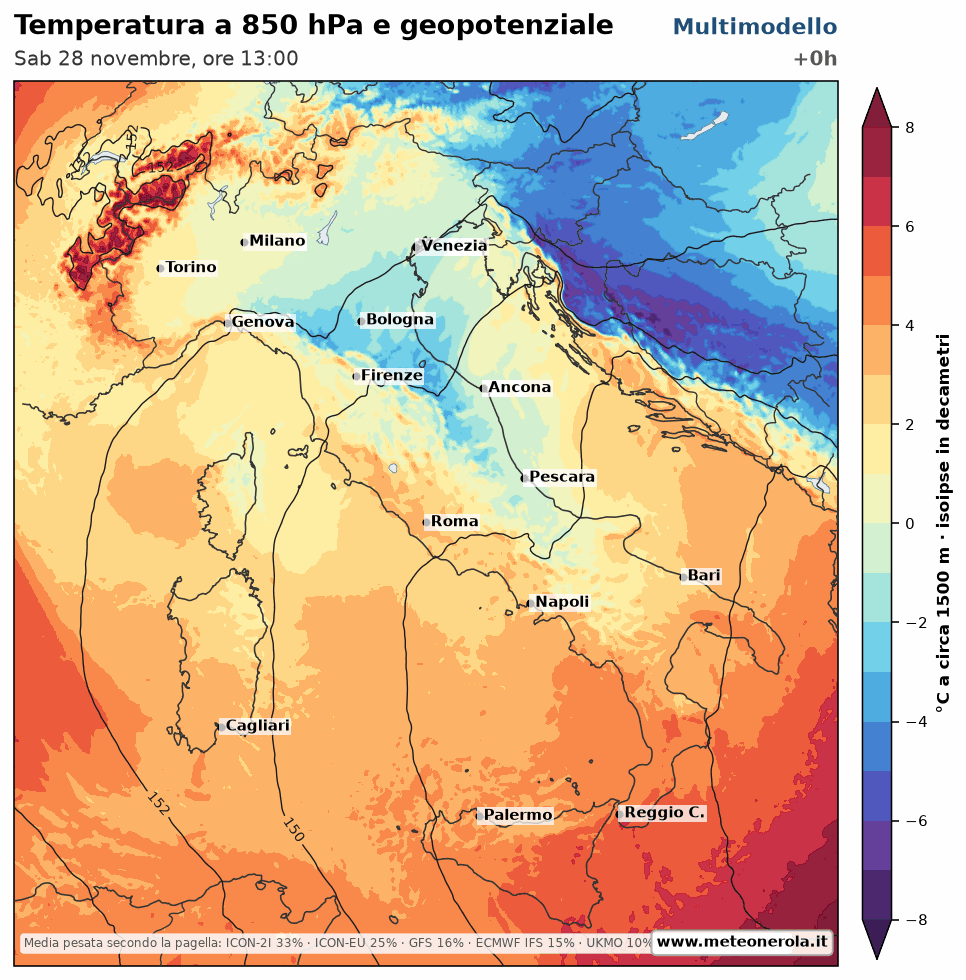 Temperatura a 850 hPa e geopotenziale
Multimodello
Sab 28 novembre, ore 13:00
+0h
152
Milano
Venezia
Torino
Genova
Bologna
Firenze
Ancona
Pescara
Roma
Bari
Napoli
Cagliari
152
150
Palermo
Reggio C.
Media pesata secondo la pagella: ICON-2I 33% · ICON-EU 25% · GFS 16% · ECMWF IFS 15% · UKMO 10%
www.meteonerola.it
8
6
4
2
0
−2
−4
−6
−8
°C a circa 1500 m · isoipse in decametri